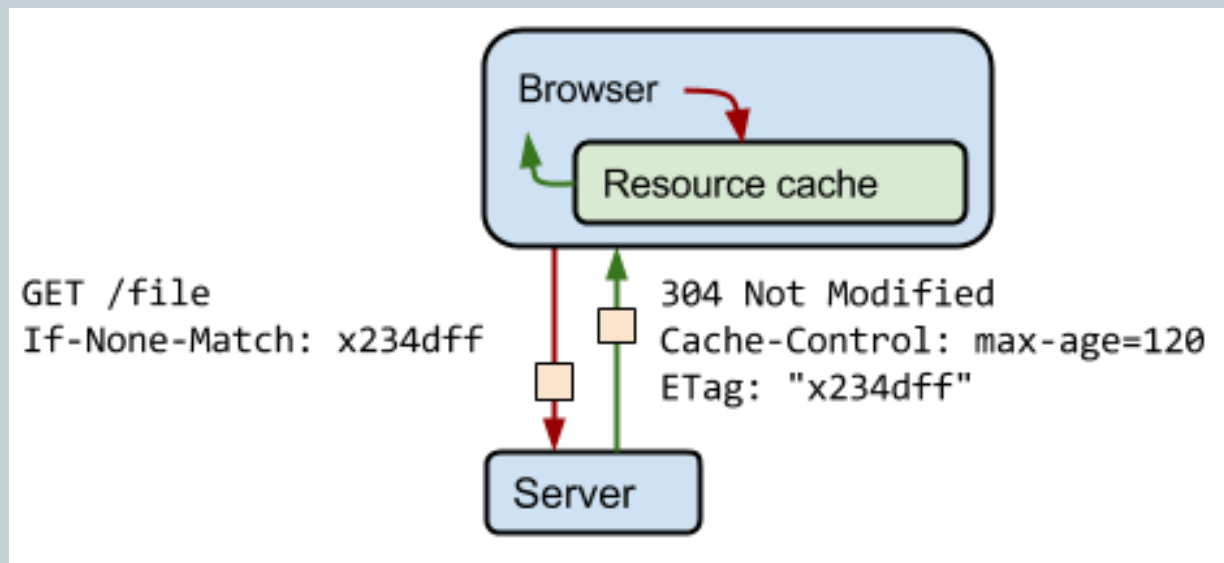 Browser
Resource cache
GET /file
If-None-Match: x234dff
304 Not Modified
Cache-Control: max-age=120
ETag: "x234dff"
Server